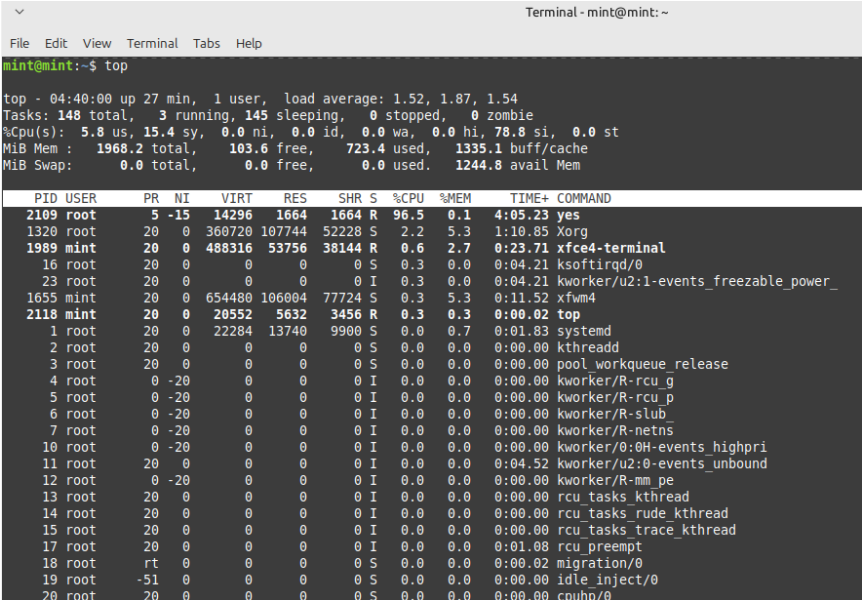 Terminal - mint@mint: ~
File Edit View Terminal Tabs Help
mint@mint:~$ top
top - 04:40:00 up 27 min,  1 user,  load average: 1.52, 1.87, 1.54
Tasks: 148 total,   3 running, 145 sleeping,   0 stopped,   0 zombie
%Cpu(s):  5.8 us, 15.4 sy,  0.0 ni,  0.0 id,  0.0 wa,  0.0 hi, 78.8 si,  0.0 st
MiB Mem :   1968.2 total,    103.6 free,    723.4 used,   1335.1 buff/cache
MiB Swap:      0.0 total,      0.0 free,      0.0 used.   1244.8 avail Mem
PID USER      PR  NI    VIRT    RES    SHR S  %CPU  %MEM     TIME+ COMMAND
2109 root       5 -15   14296   1664   1664 R  96.5   0.1   4:05.23 yes
1320 root      20   0  360720 107744  52228 S   2.2   5.3   1:10.85 Xorg
1989 mint      20   0  488316  53756  38144 R   0.6   2.7   0:23.71 xfce4-terminal
16 root      20   0       0      0      0 S   0.3   0.0   0:04.21 ksoftirqd/0
23 root      20   0       0      0      0 I   0.3   0.0   0:04.21 kworker/u2:1-events_freezable_power_
1655 mint      20   0  654480 106004  77724 S   0.3   5.3   0:11.52 xfwm4
2118 mint      20   0   20552   5632   3456 R   0.3   0.3   0:00.02 top
1 root      20   0   22284  13740   9900 S   0.0   0.7   0:01.83 systemd
2 root      20   0       0      0      0 S   0.0   0.0   0:00.00 kthreadd
3 root      20   0       0      0      0 S   0.0   0.0   0:00.00 pool_workqueue_release
4 root       0 -20       0      0      0 I   0.0   0.0   0:00.00 kworker/R-rcu_g
5 root       0 -20       0      0      0 I   0.0   0.0   0:00.00 kworker/R-rcu_p
6 root       0 -20       0      0      0 I   0.0   0.0   0:00.00 kworker/R-slub_
7 root       0 -20       0      0      0 I   0.0   0.0   0:00.00 kworker/R-netns
10 root       0 -20       0      0      0 I   0.0   0.0   0:00.00 kworker/0:0H-events_highpri
11 root      20   0       0      0      0 I   0.0   0.0   0:04.52 kworker/u2:0-events_unbound
12 root       0 -20       0      0      0 I   0.0   0.0   0:00.00 kworker/R-mm_pe
13 root      20   0       0      0      0 I   0.0   0.0   0:00.00 rcu_tasks_kthread
14 root      20   0       0      0      0 I   0.0   0.0   0:00.00 rcu_tasks_rude_kthread
15 root      20   0       0      0      0 I   0.0   0.0   0:00.00 rcu_tasks_trace_kthread
17 root      20   0       0      0      0 I   0.0   0.0   0:01.08 rcu_preempt
18 root      rt   0       0      0      0 S   0.0   0.0   0:00.02 migration/0
19 root     -51   0       0      0      0 S   0.0   0.0   0:00.00 idle_inject/0
20 root      20   0       0      0      0 S   0.0   0.0   0:00.00 cpuhp/0